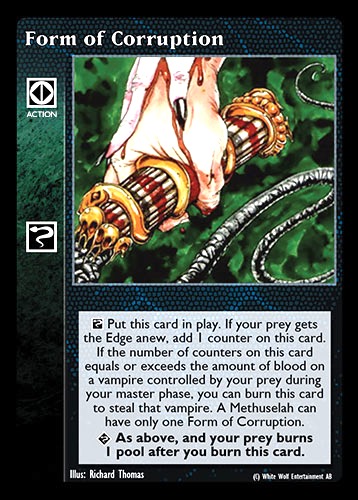 Form of Corruption
ACTION
Put this card in play. If your prey gets
the Edge anew, add 1 counter on this card.
If the number of counters on this card
equals or exceeds the amount of blood on
a vampire controlled by your prey during
your master phase, you can burn this card
to steal that vampire. A Methuselah can
have only one Form of Corruption.
As above, and your prey burns
1 pool after you burn this card.
Illus: Richard Thomas
(C) White Wolf Entertainment AB